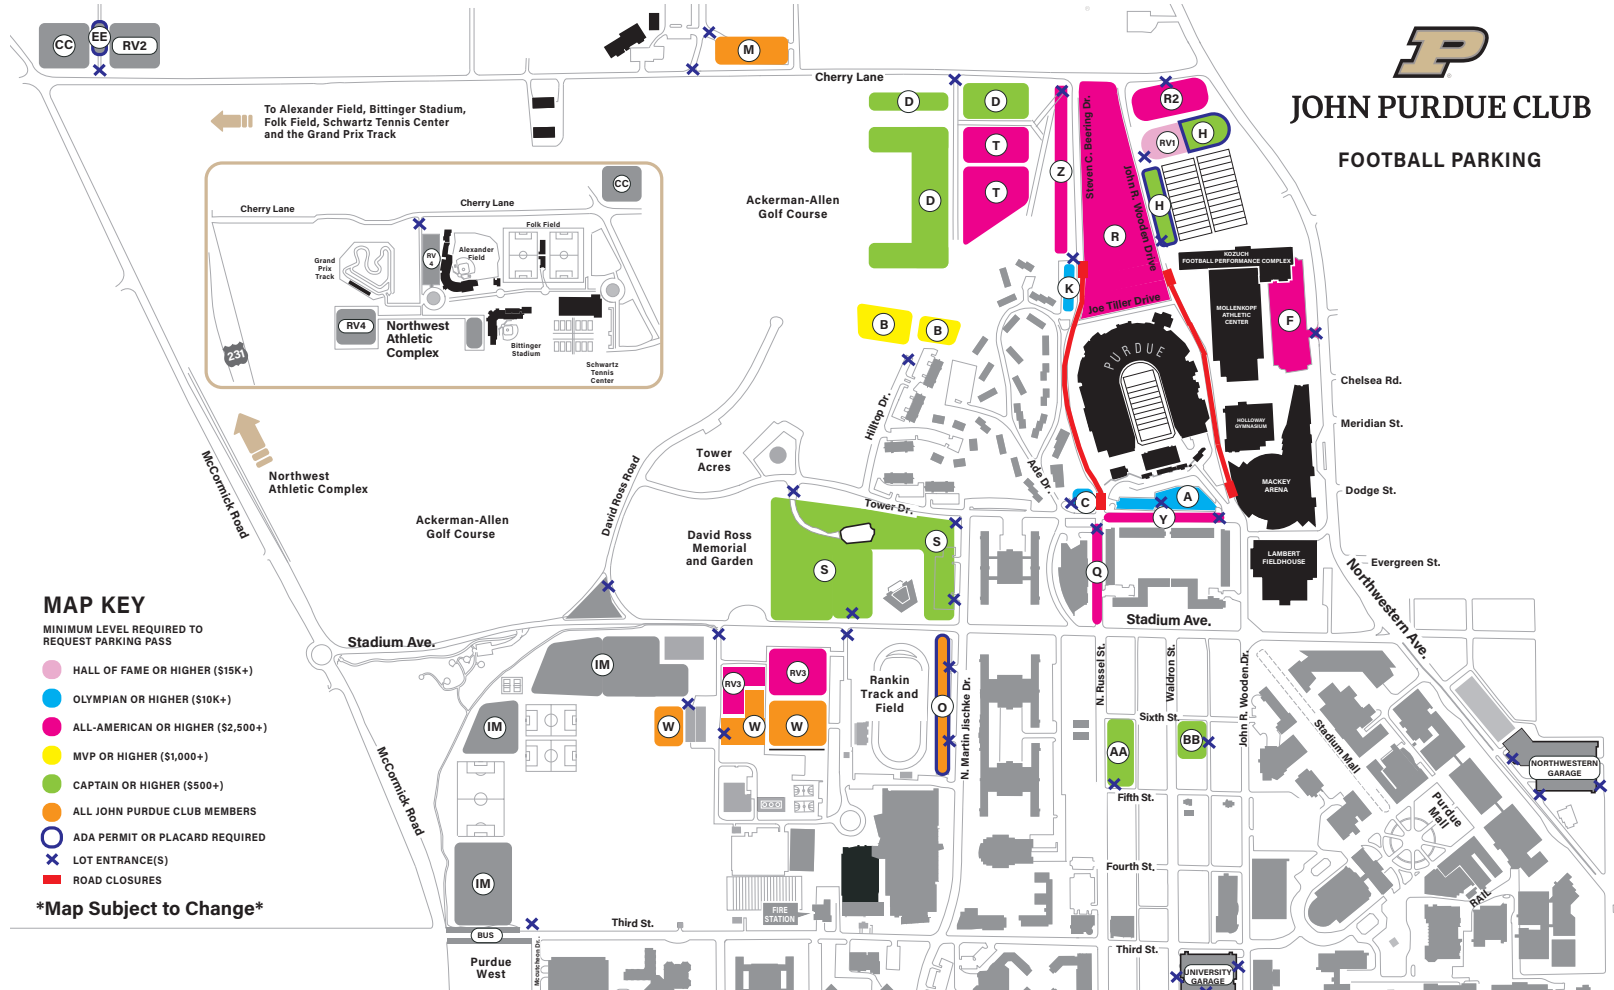 CC
EE
RV2
M
Cherry Lane
JOHN PURDUE CLUB
FOOTBALL PARKING
To Alexander Field, Bittinger Stadium,
Folk Field, Schwartz Tennis Center
and the Grand Prix Track
D
D
T
T
D
Z
Steven C. Beering Dr.
R
John R. Wooden Drive
R2
RV1
H
H
Ackerman-Allen
Golf Course
CC
Cherry Lane
Cherry Lane
Folk Field
Alexander
Field
RV
4
Grand
Prix
Track
RV4
Northwest
Athletic
Complex
Bittinger
Stadium
Schwartz
Tennis
Center
231
KOZUCH
FOOTBALL PERFORMANCE COMPLEX
MOLLENKOPF
ATHLETIC
CENTER
F
K
Joe Tiller Drive
B
B
PURDUE
Chelsea Rd.
Meridian St.
HOLLOWAY
GYMNASIUM
Hilltop Dr.
Tower
Acres
Northwest
Athletic Complex
McCormick Road
David Ross Road
Ade Dr.
MACKEY
ARENA
Dodge St.
C
A
Y
Tower Dr.
Ackerman-Allen
Golf Course
David Ross
Memorial
and Garden
S
S
Q
LAMBERT
FIELDHOUSE
Evergreen St.
Northwestern Ave.
MAP KEY
MINIMUM LEVEL REQUIRED TO
REQUEST PARKING PASS
HALL OF FAME OR HIGHER ($15K+)
OLYMPIAN OR HIGHER ($10K+)
ALL-AMERICAN OR HIGHER ($2,500+)
MVP OR HIGHER ($1,000+)
CAPTAIN OR HIGHER ($500+)
ALL JOHN PURDUE CLUB MEMBERS
ADA PERMIT OR PLACARD REQUIRED
LOT ENTRANCE(S)
ROAD CLOSURES
*Map Subject to Change*
Stadium Ave.
Stadium Ave.
IM
IM
IM
RV3
RV3
W
W
W
Rankin
Track and
Field
O
N. Martin Jischke Dr.
N. Russel St.
Waldron St.
John R. Wooden Dr.
Sixth St.
AA
BB
Fifth St.
Stadium Mall
Purdue
Mall
NORTHWESTERN
GARAGE
McCormick Road
Fourth St.
RAIL
FIRE
STATION
Third St.
Third St.
BUS
Purdue
West
McCutcheon Dr.
UNIVERSITY
GARAGE